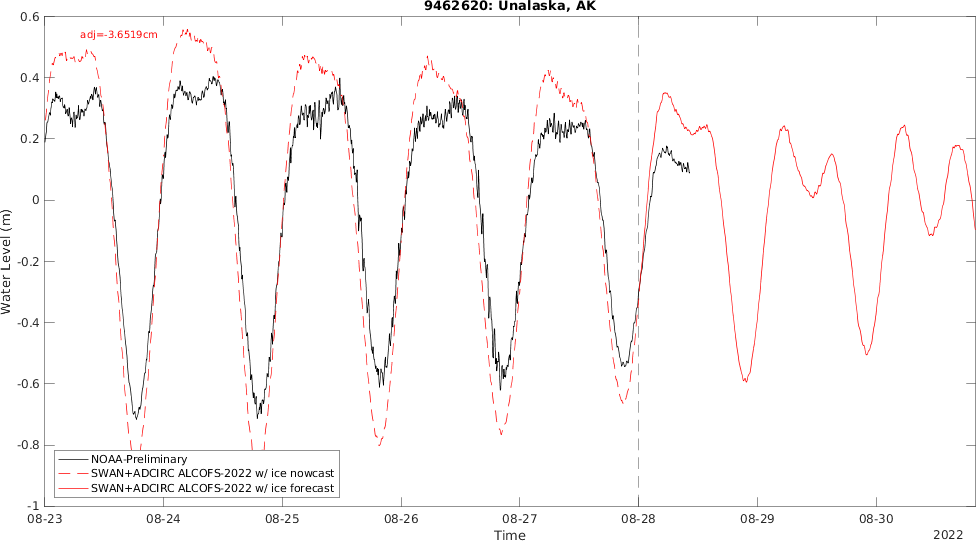 9462620: Unalaska, AK
adj=-3.6519cm
0.6
0.4
0.2
0
-0.2
-0.4
-0.6
-0.8
-1
Water Level (m)
NOAA-Preliminary
SWAN+ADCIRC ALCOFS-2022 w/ ice nowcast
SWAN+ADCIRC ALCOFS-2022 w/ ice forecast
08-23 08-24 08-25 08-26 08-27 08-28 08-29 08-30
Time
2022